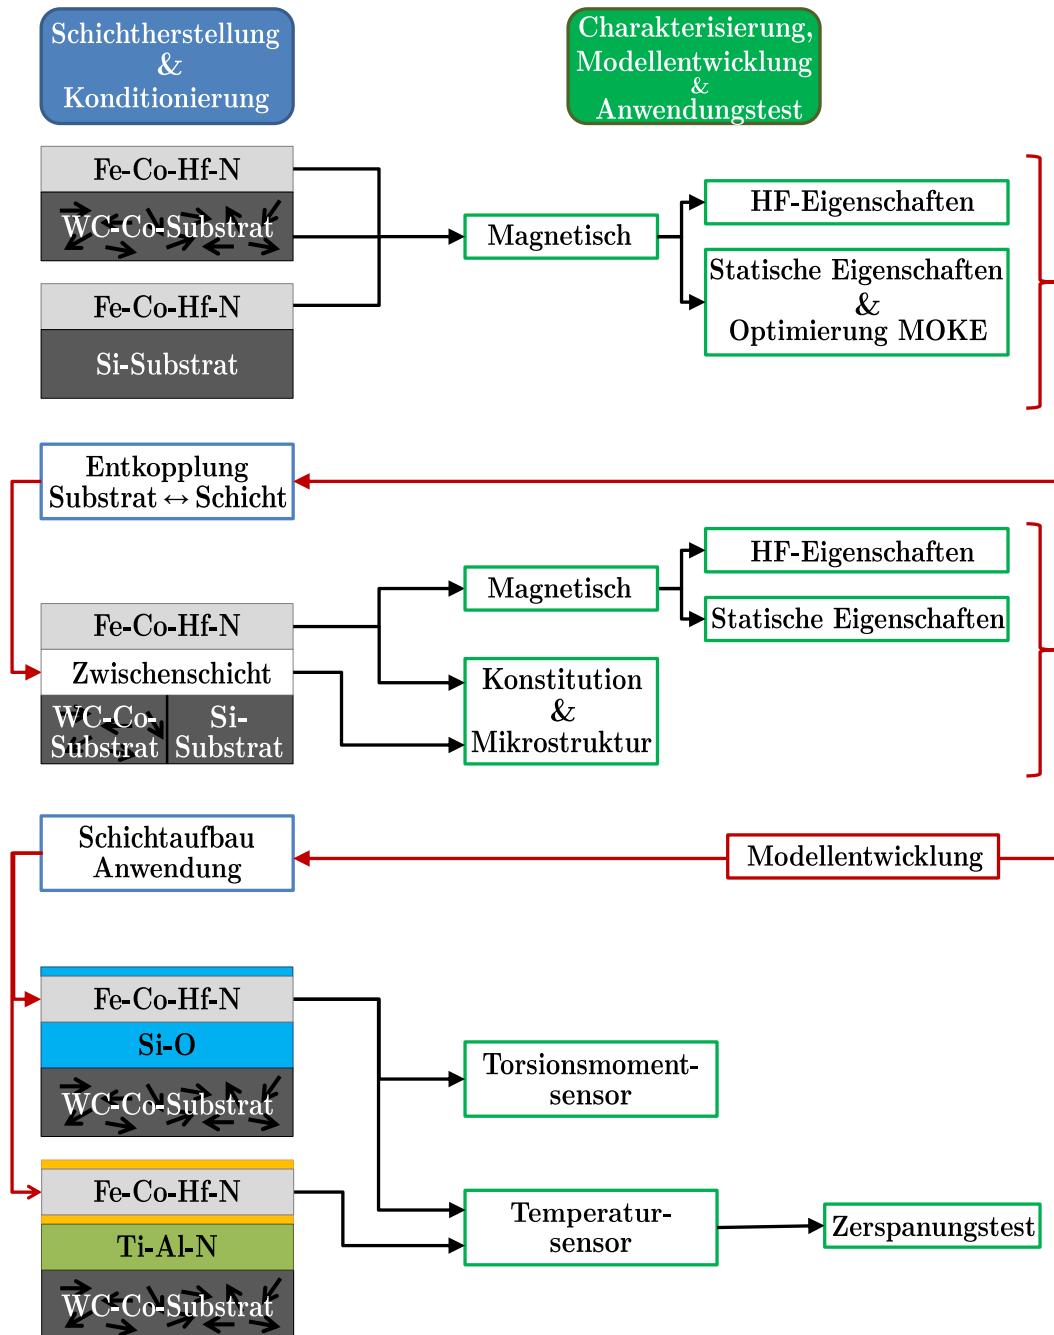 Schichtherstellung
&
Konditionierung
Charakterisierung,
Modellentwicklung
&
Anwendungstest
Fe-Co-Hf-N
WC-Co-Substrat
Fe-Co-Hf-N
Si-Substrat
Magnetisch
HF-Eigenschaften
Statische Eigenschaften
&
Optimierung MOKE
Entkopplung
Substrat ↔ Schicht
Fe-Co-Hf-N
Zwischenschicht
WC-Co-
Substrat
Si-
Substrat
Magnetisch
HF-Eigenschaften
Statische Eigenschaften
Konstitution
&
Mikrostruktur
Schichtaufbau
Anwendung
Modellentwicklung
Fe-Co-Hf-N
Si-O
WC-Co-Substrat
Torsionsmoment-
sensor
Fe-Co-Hf-N
Ti-Al-N
WC-Co-Substrat
Temperatur-
sensor
Zerspanungstest